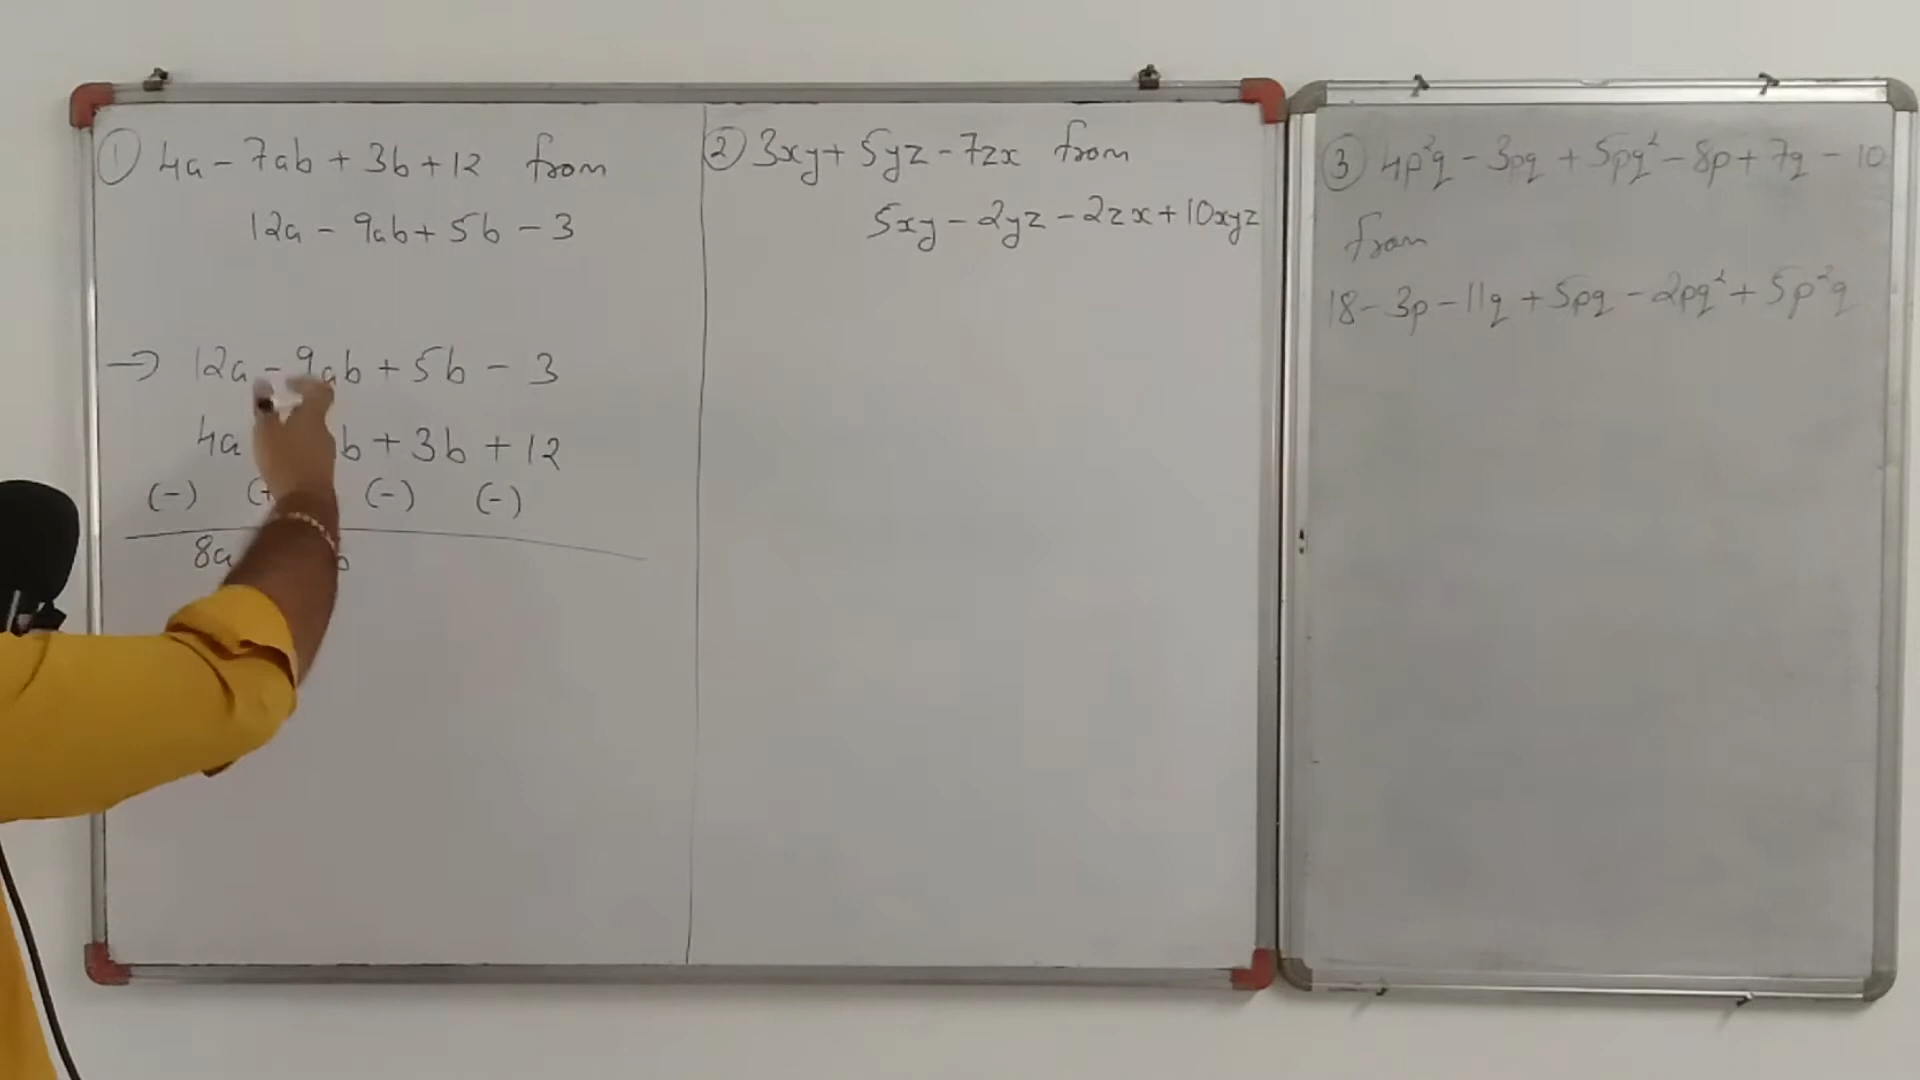 ① 4a - 7ab + 3b + 12 from
12a - 9ab + 5b - 3
→ 12a - 9ab + 5b - 3
4a b + 3b + 12
(-) (+ (-) (-)
8a b
② 3xy + 5yz - 7zx from
5xy - 2yz - 2zx + 10xyz
③ 4p²q - 3pq + 5pq² - 8p + 7q - 10
from
18 - 3p - 11q + 5pq - 2pq² + 5p²q